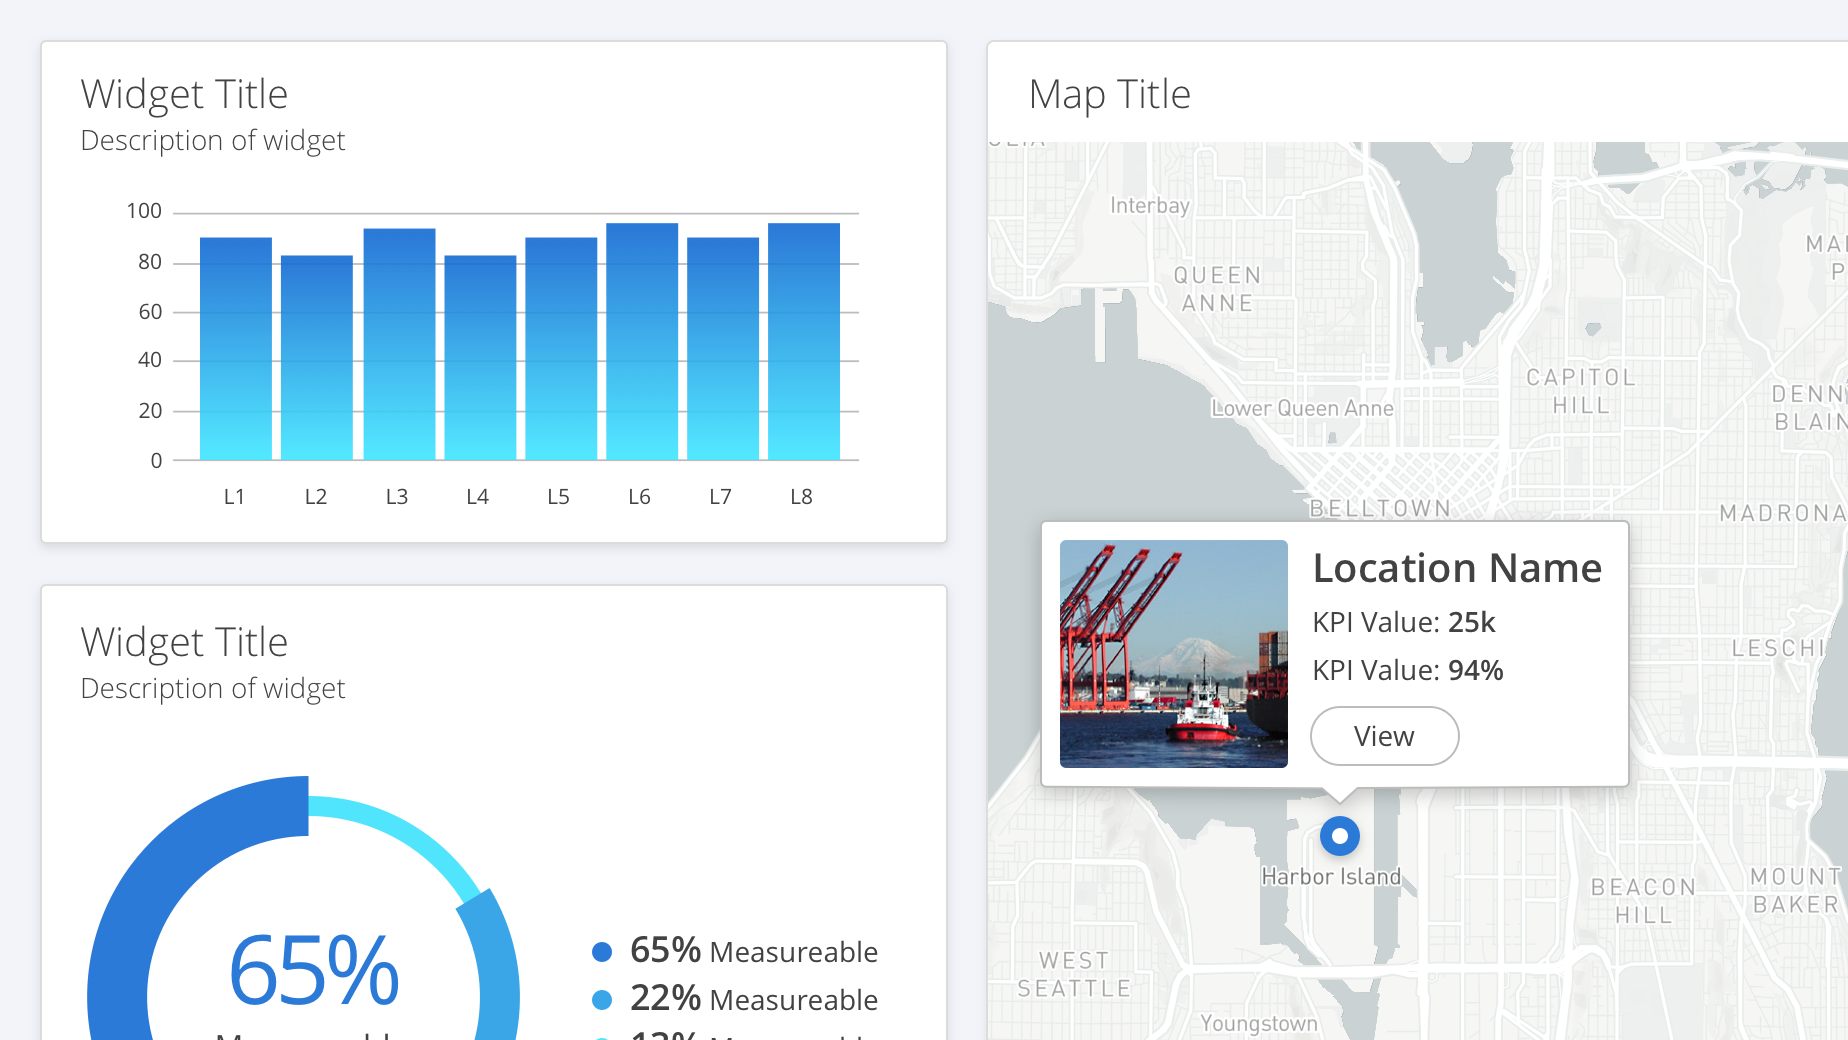 Widget Title
Description of widget
100
80
60
40
20
0
L1 L2 L3 L4 L5 L6 L7 L8
Widget Title
Description of widget
65%
65% Measureable
22% Measureable
Map Title
Interbay
QUEEN
ANNE
CAPITOL
HILL
Lower Queen Anne
DENN
BLAIN
BELLTOWN
MADRONA
Location Name
KPI Value: 25k
KPI Value: 94%
View
LESCHI
Harbor Island
BEACON
HILL
MOUNT
BAKER
WEST
SEATTLE
Youngstown